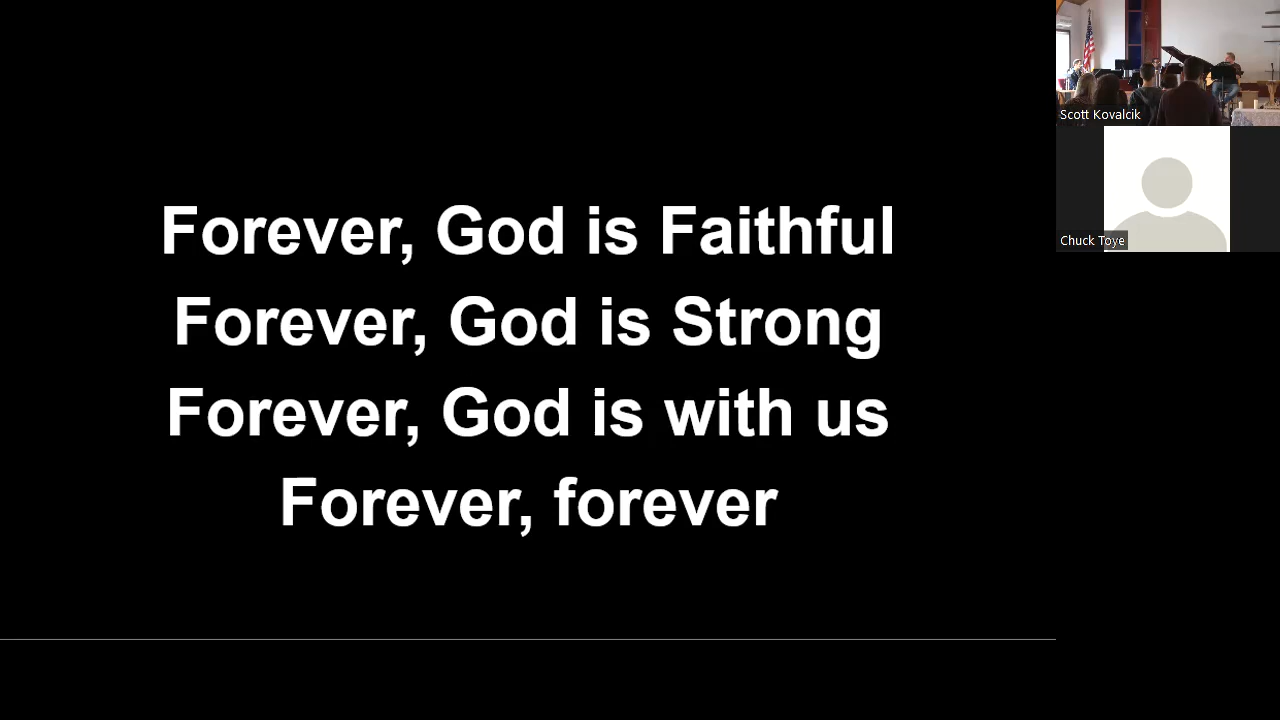 Forever, God is Faithful
Forever, God is Strong
Forever, God is with us
Forever, forever
Scott Kovalcik
Chuck Toye